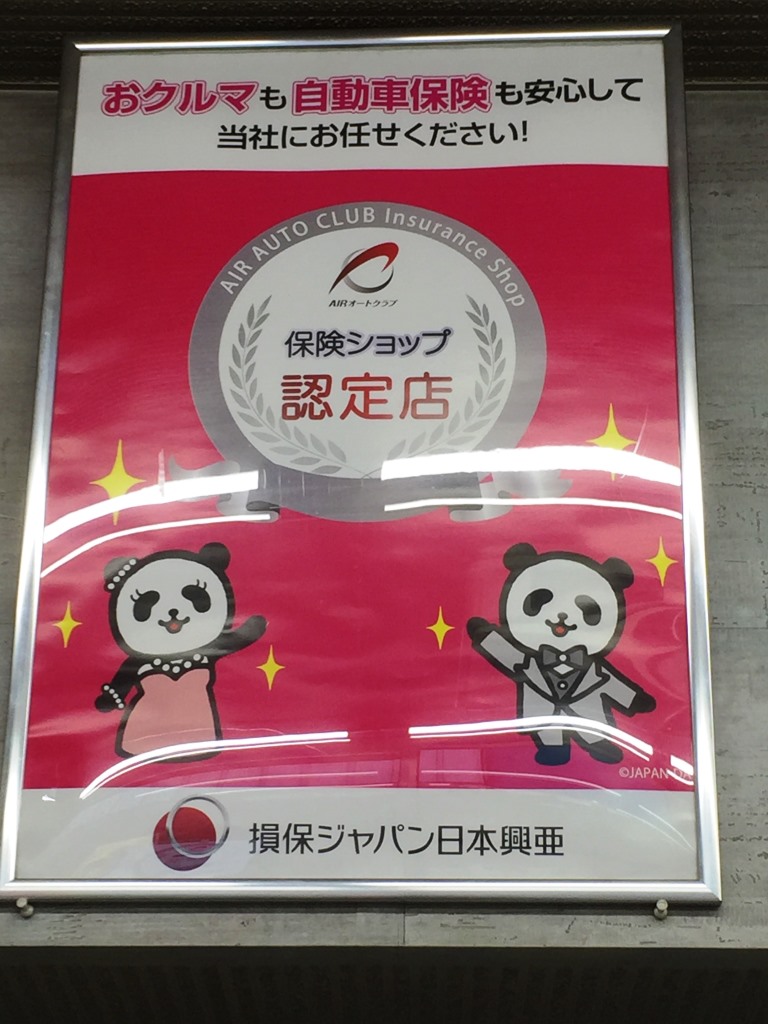 おクルマも自動車保険も安心して
当社にお任せください!
AIR AUTO CLUB Insurance Shop
AIRオートクラブ
保険ショップ
認定店
©JAPAN DA
損保ジャパン日本興亜